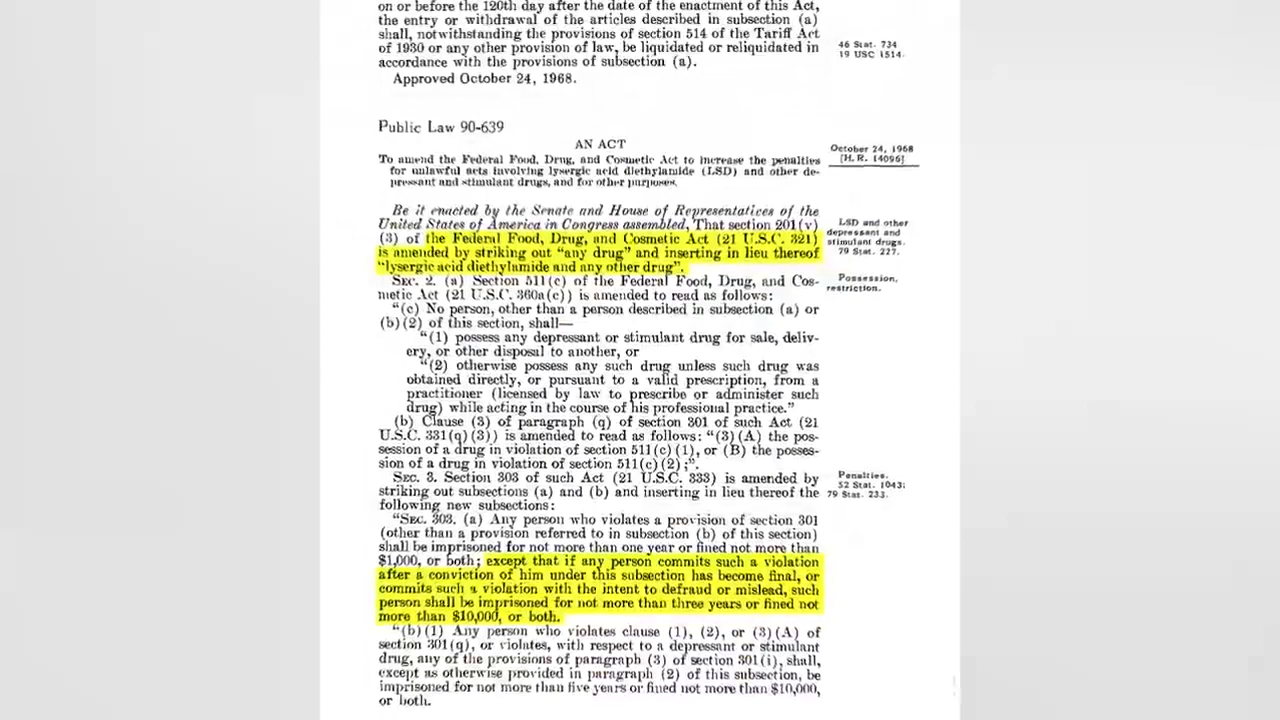 on or before the 120th day after the date of the enactment of this Act,
the entry or withdrawal of the articles described in subsection (a)
shall, notwithstanding the provisions of section 514 of the Tariff Act
of 1930 or any other provision of law, be liquidated or reliquidated in
accordance with the provisions of subsection (a).
46 Stat. 734
19 USC 1514.
Approved October 24, 1968.
Public Law 90-639
AN ACT
To amend the Federal Food, Drug, and Cosmetic Act to increase the penalties
for unlawful acts involving lysergic acid diethylamide (LSD) and other de-
pressant and stimulant drugs, and for other purposes.
October 24, 1968
[H. R. 14096]
Be it enacted by the Senate and House of Representatives of the
United States of America in Congress assembled, That section 201(v)
(3) of the Federal Food, Drug, and Cosmetic Act (21 U.S.C. 321)
is amended by striking out "any drug" and inserting in lieu thereof
"lysergic acid diethylamide and any other drug".
LSD and other
depressant and
stimulant drugs.
79 Stat. 227.
SEC. 2. (a) Section 511(c) of the Federal Food, Drug, and Cos-
metic Act (21 U.S.C. 360a(c)) is amended to read as follows:
Possession,
restriction.
"(c) No person, other than a person described in subsection (a) or
(b)(2) of this section, shall—
"(1) possess any depressant or stimulant drug for sale, deliv-
ery, or other disposal to another, or
"(2) otherwise possess any such drug unless such drug was
obtained directly, or pursuant to a valid prescription, from a
practitioner (licensed by law to prescribe or administer such
drug) while acting in the course of his professional practice."
(b) Clause (3) of paragraph (q) of section 301 of such Act (21
U.S.C. 331(q)(3)) is amended to read as follows: "(3)(A) the pos-
session of a drug in violation of section 511(c)(1), or (B) the posses-
sion of a drug in violation of section 511(c)(2);".
SEC. 3. Section 303 of such Act (21 U.S.C. 333) is amended by
striking out subsections (a) and (b) and inserting in lieu thereof the
following new subsections:
Penalties.
52 Stat. 1043;
79 Stat. 233.
"SEC. 303. (a) Any person who violates a provision of section 301
(other than a provision referred to in subsection (b) of this section)
shall be imprisoned for not more than one year or fined not more than
$1,000, or both; except that if any person commits such a violation
after a conviction of him under this subsection has become final, or
commits such a violation with the intent to defraud or mislead, such
person shall be imprisoned for not more than three years or fined not
more than $10,000, or both.
"(b)(1) Any person who violates clause (1), (2), or (3)(A) of
section 301(q), or violates, with respect to a depressant or stimulant
drug, any of the provisions of paragraph (3) of section 301(i), shall,
except as otherwise provided in paragraph (2) of this subsection, be
imprisoned for not more than five years or fined not more than $10,000,
or both.